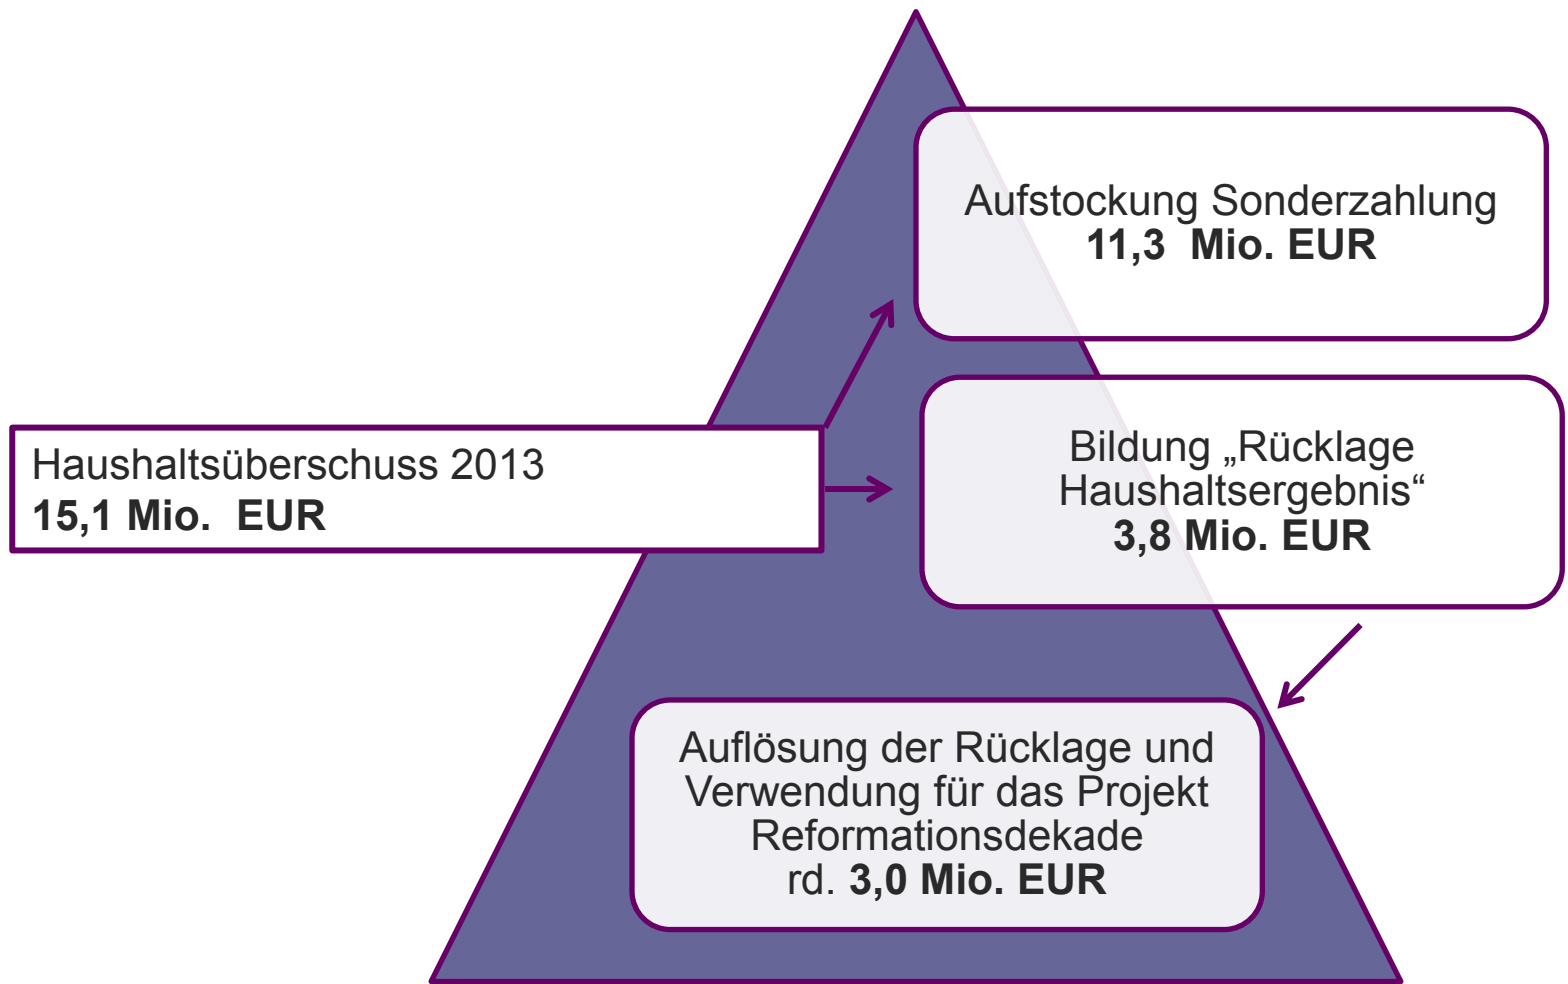 Aufstockung Sonderzahlung
11,3 Mio. EUR
Haushaltsüberschuss 2013
15,1 Mio. EUR
Bildung „Rücklage
Haushaltsergebnis“
3,8 Mio. EUR
Auflösung der Rücklage und
Verwendung für das Projekt
Reformationsdekade
rd. 3,0 Mio. EUR